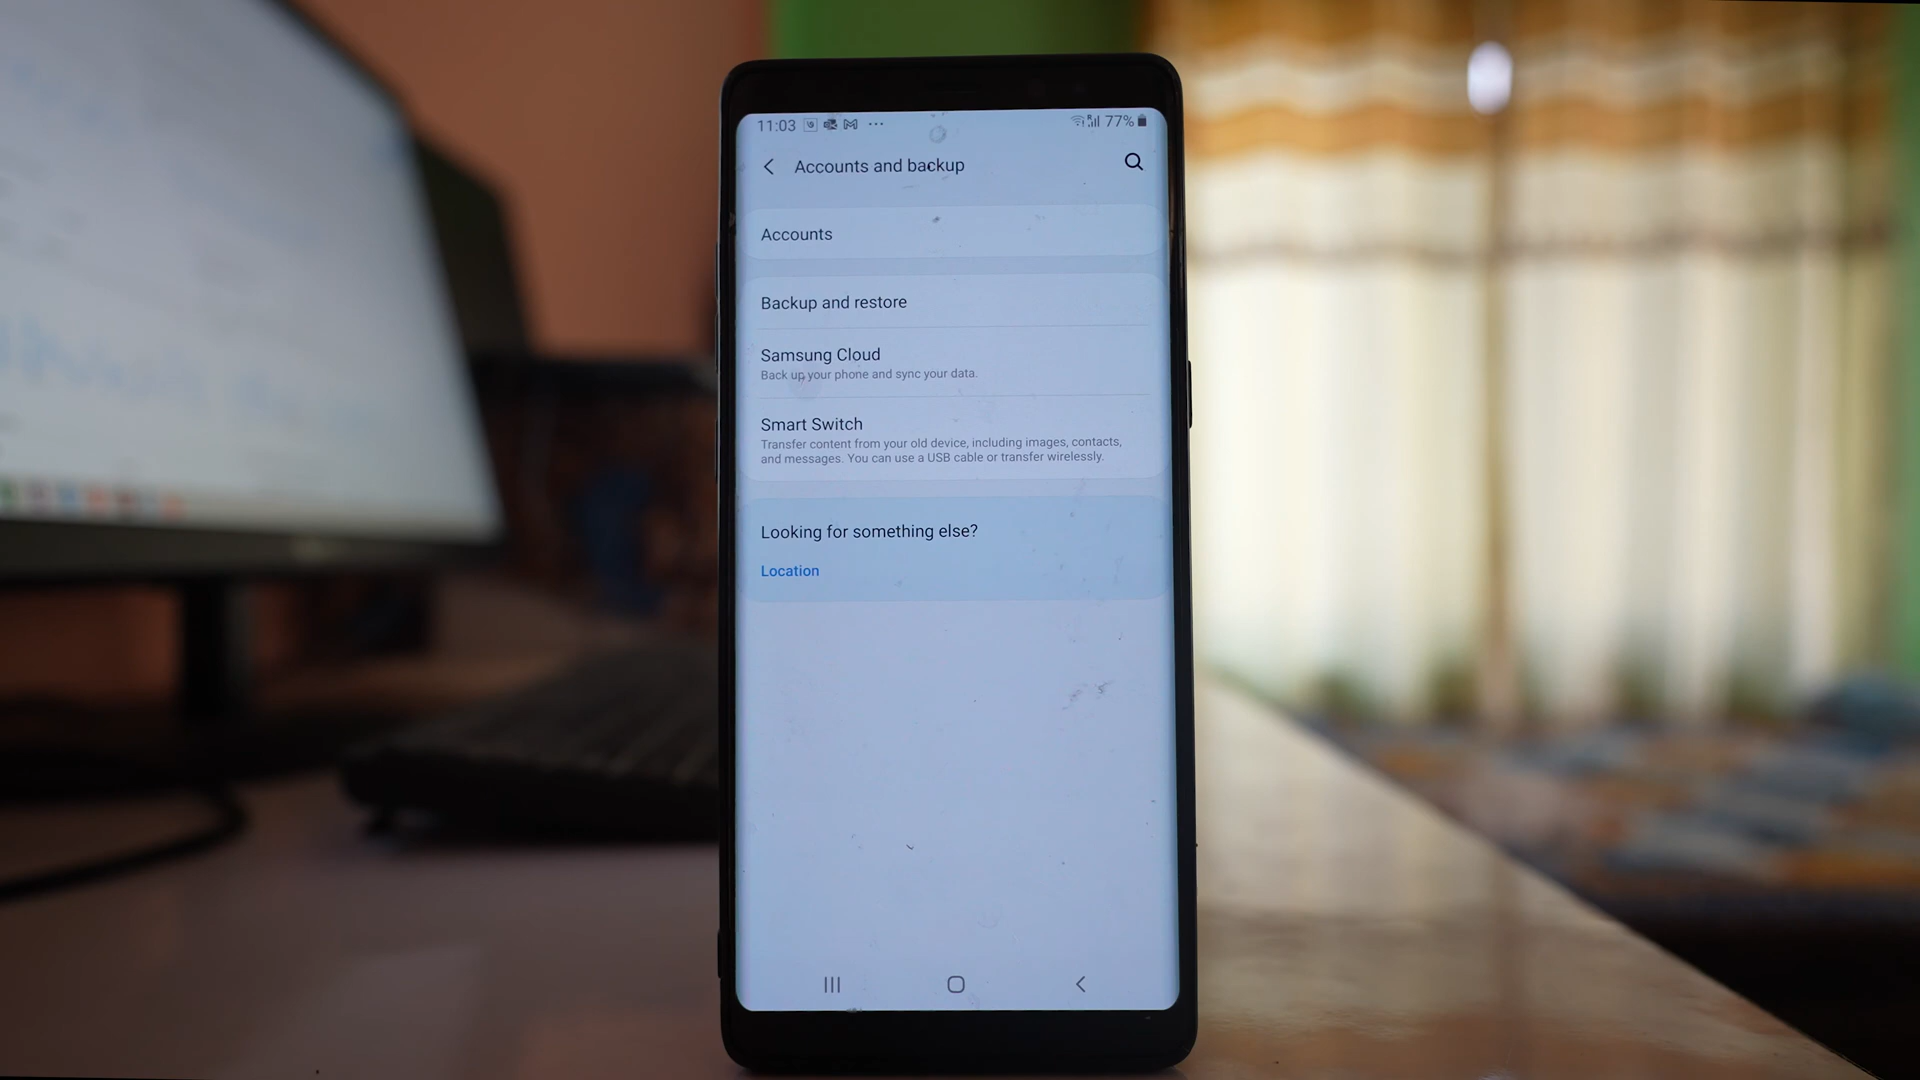 11:03
77%
Accounts and backup
Accounts
Backup and restore
Samsung Cloud
Back up your phone and sync your data.
Smart Switch
Transfer content from your old device, including images, contacts,
and messages. You can use a USB cable or transfer wirelessly.
Looking for something else?
Location